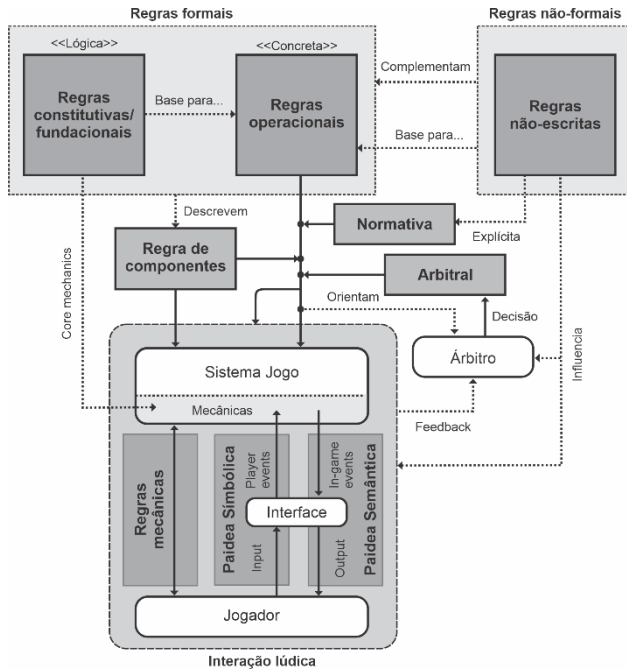 Regras formais
Regras não-formais
<<Lógica>>
<<Concreta>>
Regras
constitutivas/
fundacionais
Base para...
Regras
operacionais
Complementam
Base para...
Regras
não-escritas
Descrevem
Normativa
Explícita
Regra de
componentes
Arbitral
Core mechanics
Orientam
Decisão
Árbitro
Influencia
Sistema Jogo
Mecânicas
Feedback
Regras
mecânicas
Paidea Símbólica
Player
events
In-game
events
Paidea Semântica
Interface
Input
Output
Jogador
Interação lúdica